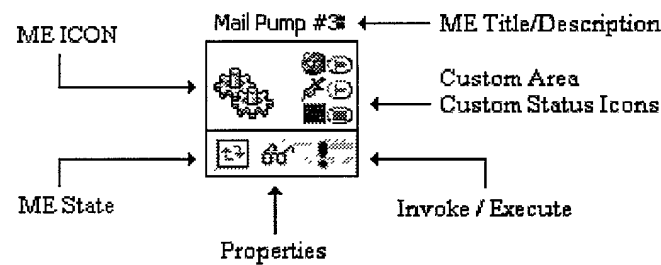 Mail Pump #3
ME Title/Description
ME ICON
Custom Area
Custom Status Icons
ME State
Invoke / Execute
Properties